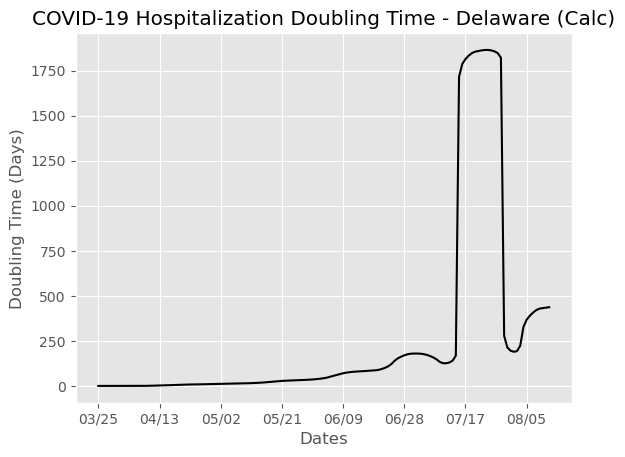 COVID-19 Hospitalization Doubling Time - Delaware (Calc)
Doubling Time (Days)
1750
1500
1250
1000
750
500
250
0
03/25 04/13 05/02 05/21 06/09 06/28 07/17 08/05
Dates